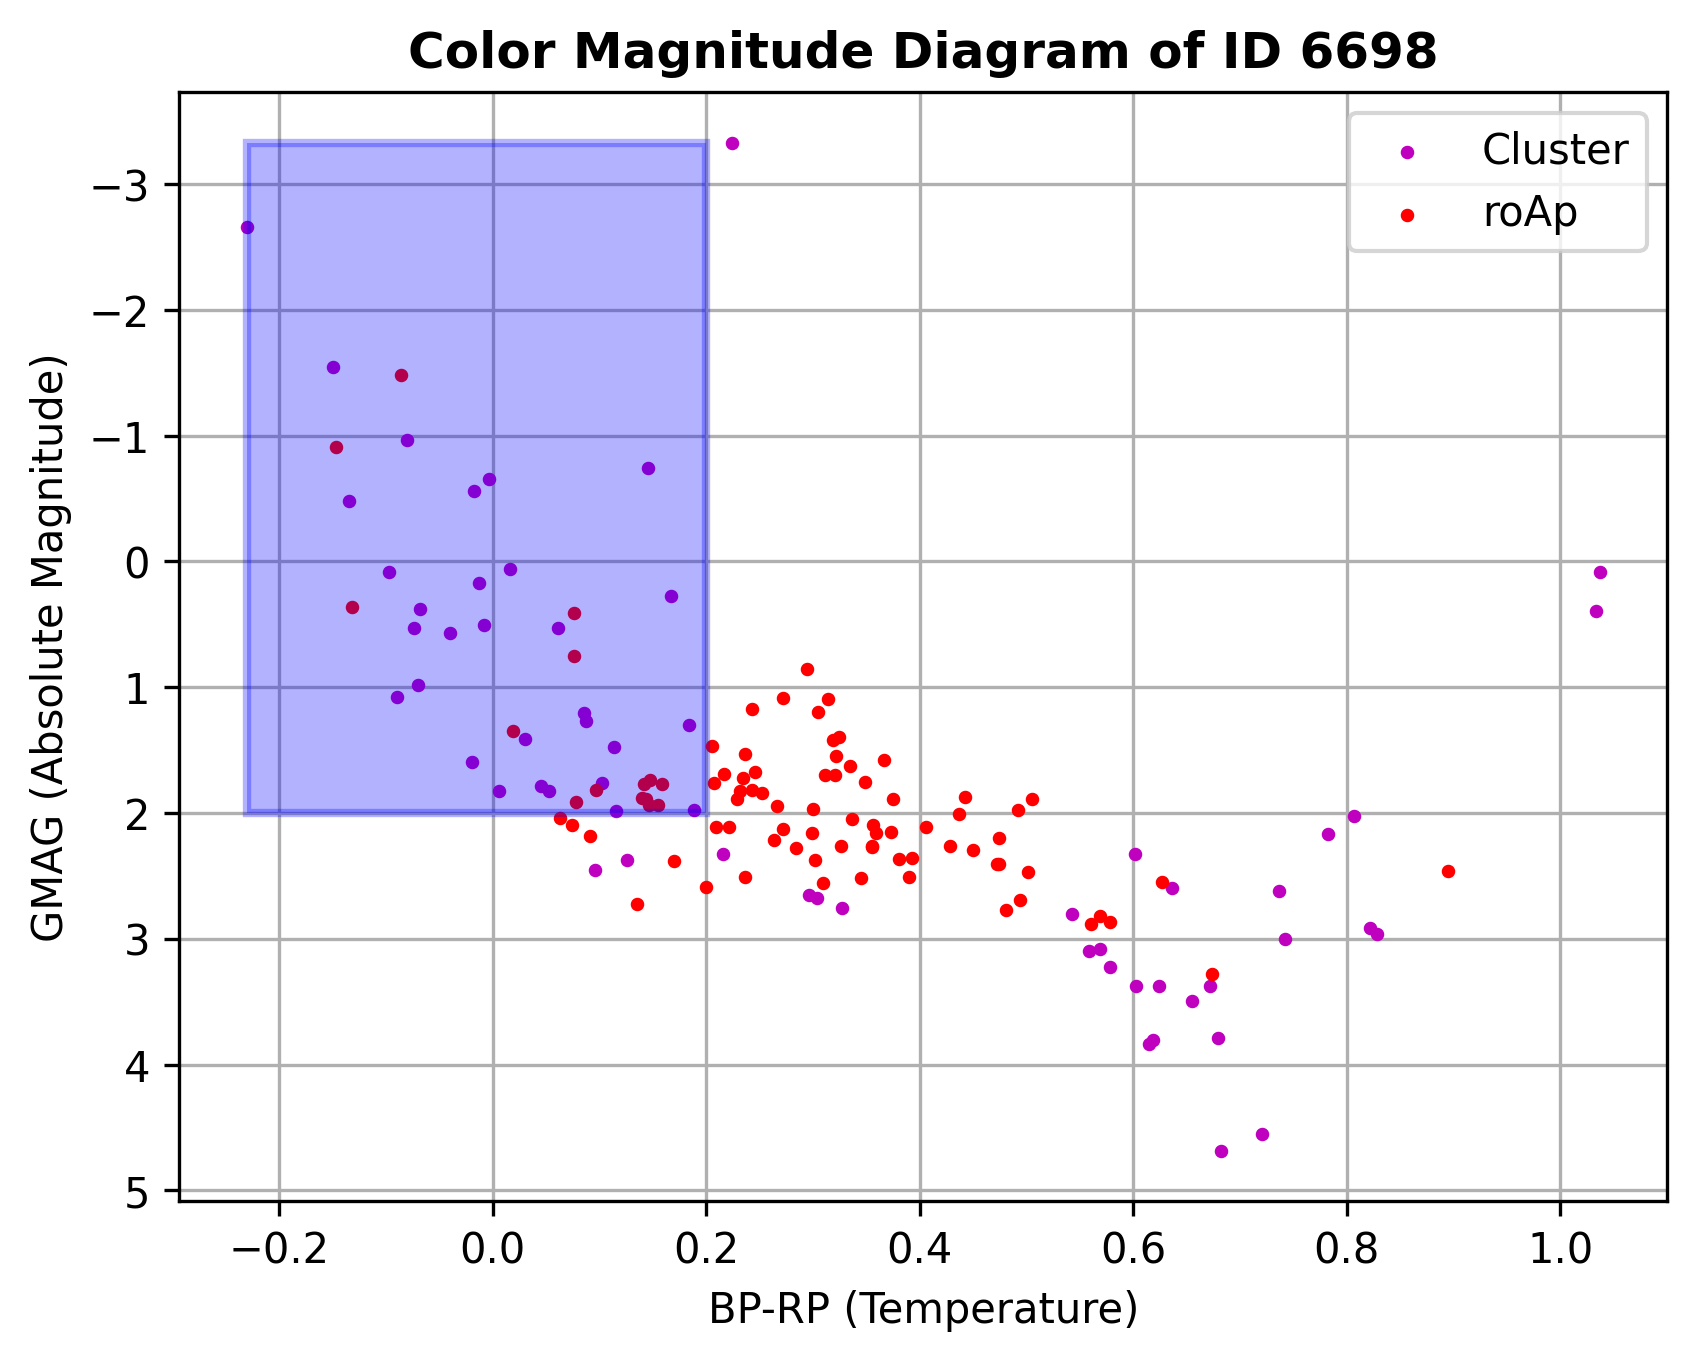 Color Magnitude Diagram of ID 6698
Cluster
roAp
GMAG (Absolute Magnitude)
−3
−2
−1
0
1
2
3
4
5
−0.2 0.0 0.2 0.4 0.6 0.8 1.0
BP-RP (Temperature)